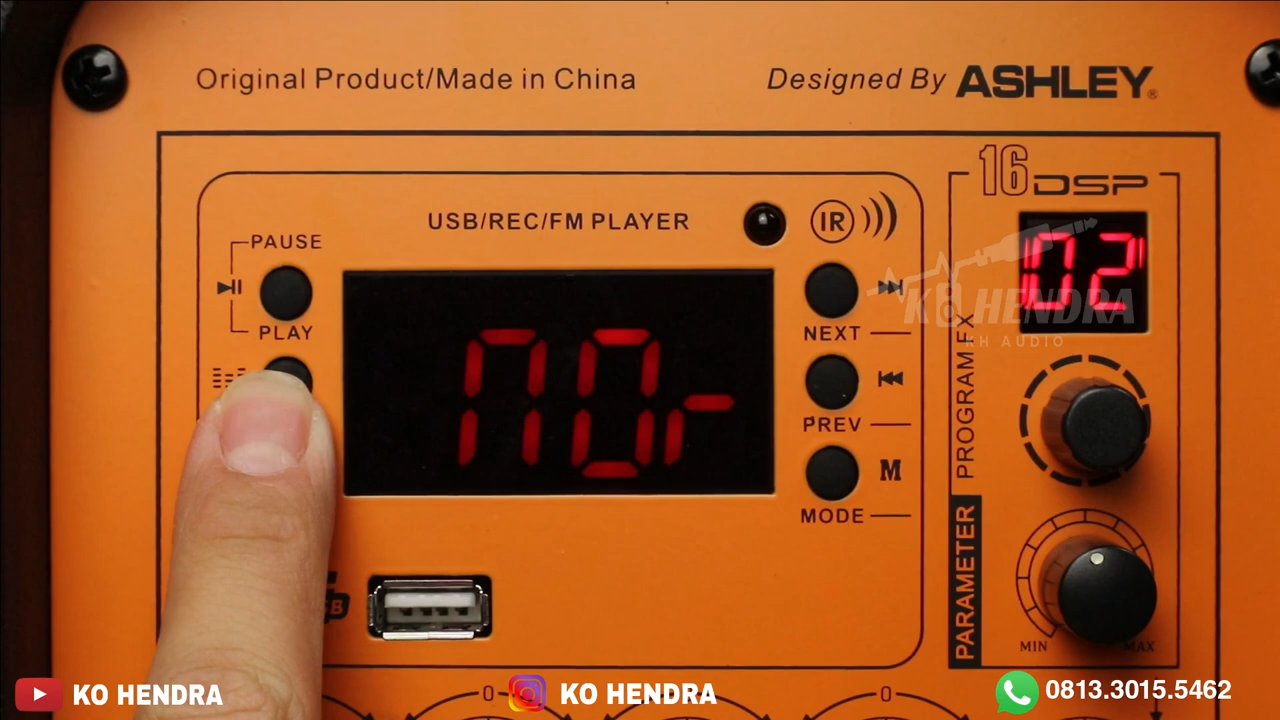 Original Product/Made in China
Designed By ASHLEY®
16 DSP
USB/REC/FM PLAYER
IR
PAUSE
PLAY
nor
NEXT
PREV
M
MODE
02
PROGRAM FX
PARAMETER
MIN
MAX
KO HENDRA
KH AUDIO
0
0
KO HENDRA
KO HENDRA
0813.3015.5462